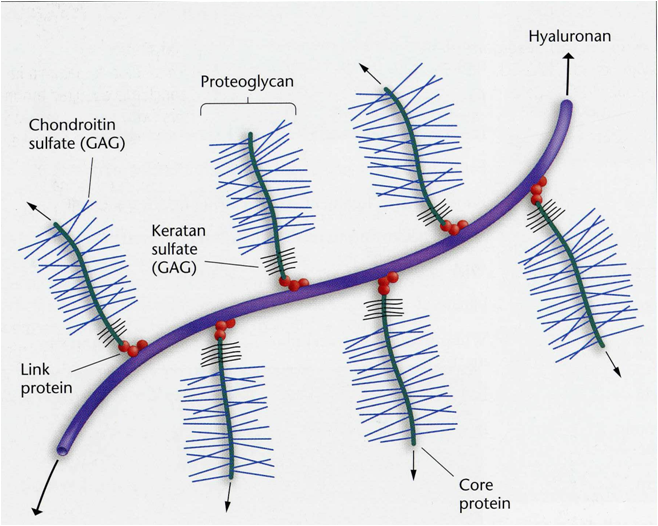 Hyaluronan
Proteoglycan
Chondroitin
sulfate (GAG)
Keratan
sulfate
(GAG)
Link
protein
Core
protein